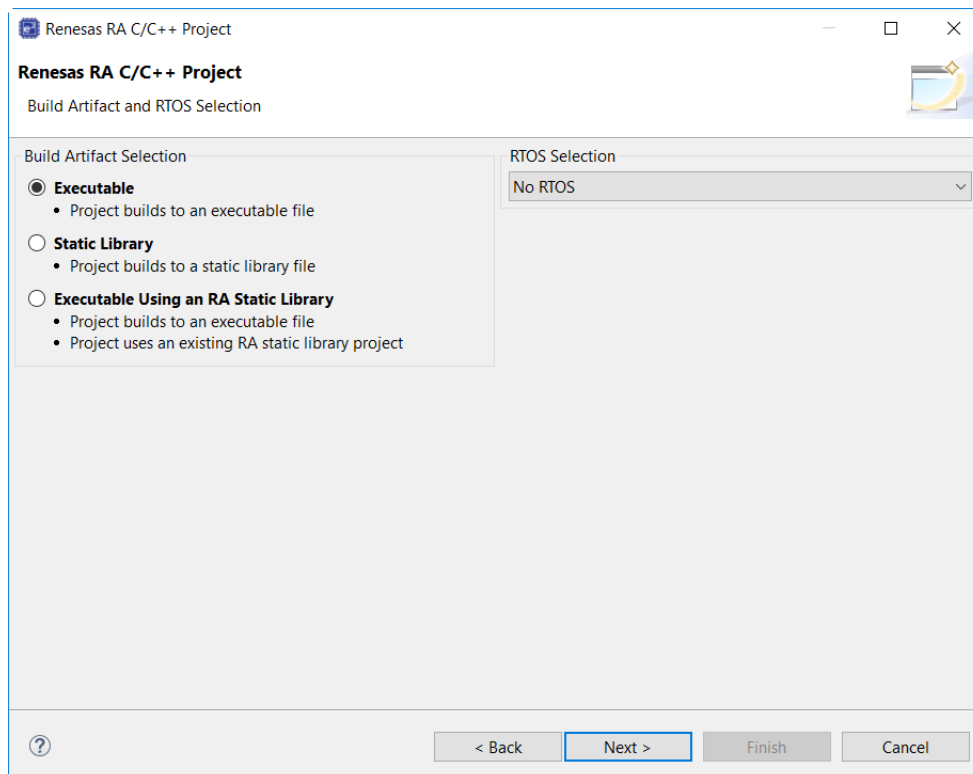 Renesas RA C/C++ Project
Renesas RA C/C++ Project
Build Artifact and RTOS Selection
Build Artifact Selection
Executable
• Project builds to an executable file
Static Library
• Project builds to a static library file
Executable Using an RA Static Library
• Project builds to an executable file
• Project uses an existing RA static library project
RTOS Selection
No RTOS
?
< Back
Next >
Finish
Cancel